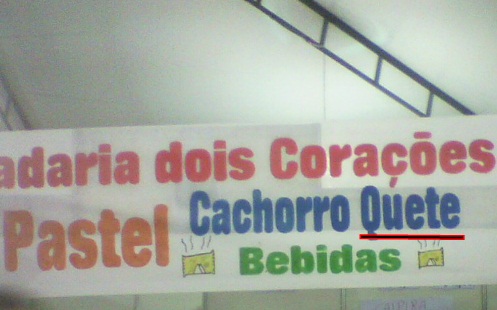 adaria dois Corações
Pastel Cachorro Quete
Bebidas